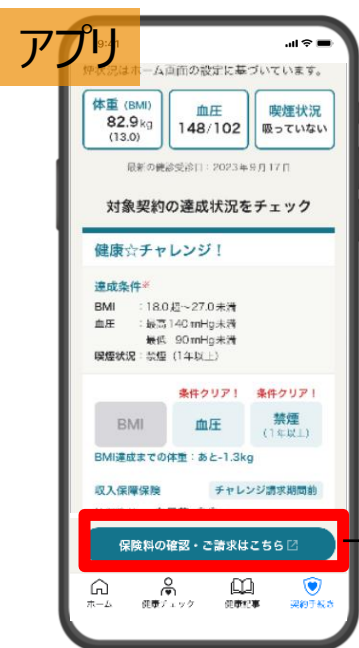 アプリ
9:41
枠状況はホーム画面の設定に基づいています。
体重 (BMI)
82.9kg
(13.0)
血圧
148/102
喫煙状況
吸っていない
最新の健診受診日：2023年9月17日
対象契約の達成状況をチェック
健康☆チャレンジ！
達成条件※
BMI ：18.0超～27.0未満
血圧 ：最高140mHg未満
最低 90mHg未満
喫煙状況：禁煙（1年以上）
条件クリア！ 条件クリア！
BMI
血圧
禁煙
(1年以上)
BMI達成までの体重：あと-1.3kg
収入保障保険 チャレンジ請求期間前
保険料の確認・ご請求はこちら
ホーム 健康チェック 健康記事 契約手続き